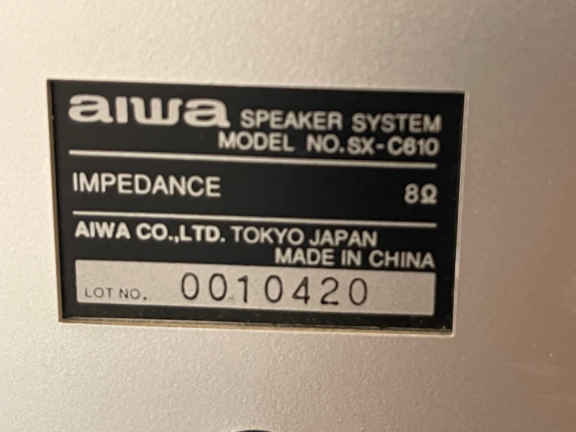 aiwa SPEAKER SYSTEM
MODEL NO. SX-C610
IMPEDANCE 8Ω
AIWA CO.,LTD. TOKYO JAPAN
MADE IN CHINA
LOT NO. 0010420